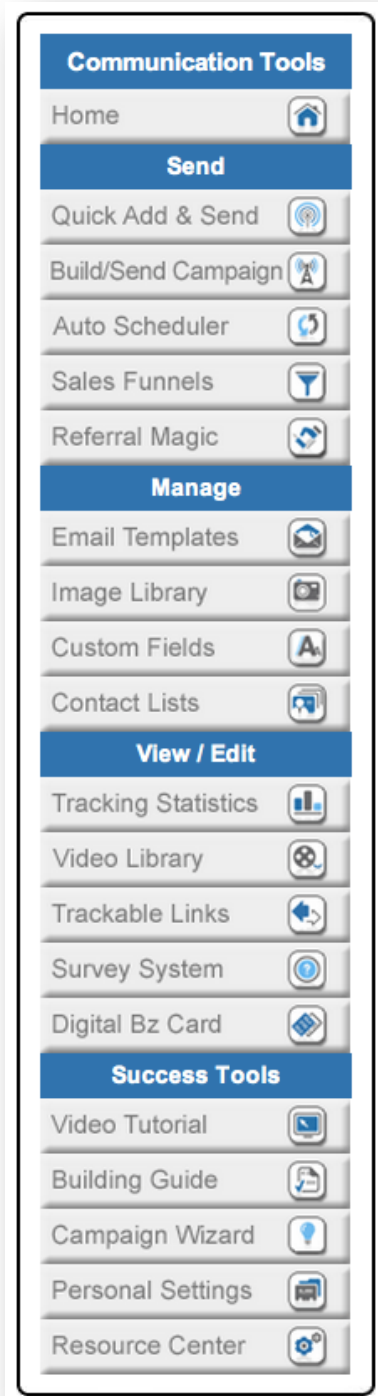 Communication Tools
Home
Send
Quick Add & Send
Build/Send Campaign
Auto Scheduler
Sales Funnels
Referral Magic
Manage
Email Templates
Image Library
Custom Fields
Contact Lists
View / Edit
Tracking Statistics
Video Library
Trackable Links
Survey System
Digital Bz Card
Success Tools
Video Tutorial
Building Guide
Campaign Wizard
Personal Settings
Resource Center